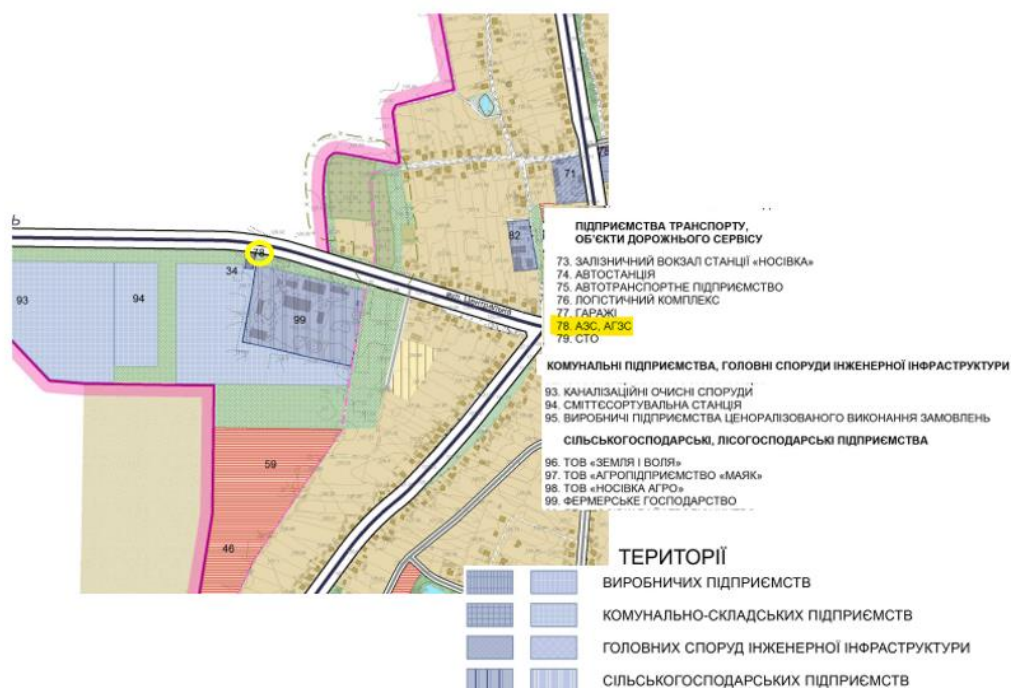 Ь
71
82
78
34
вул. Центральна
93
94
99
59
46
ПІДПРИЄМСТВА ТРАНСПОРТУ,
ОБ'ЄКТИ ДОРОЖНЬОГО СЕРВІСУ
73. ЗАЛІЗНИЧНИЙ ВОКЗАЛ СТАНЦІЇ «НОСІВКА»
74. АВТОСТАНЦІЯ
75. АВТОТРАНСПОРТНЕ ПІДПРИЄМСТВО
76. ЛОГІСТИЧНИЙ КОМПЛЕКС
77. ГАРАЖІ
78. АЗС, АГЗС
79. СТО
КОМУНАЛЬНІ ПІДПРИЄМСТВА, ГОЛОВНІ СПОРУДИ ІНЖЕНЕРНОЇ ІНФРАСТРУКТУРИ
93. КАНАЛІЗАЦІЙНІ ОЧИСНІ СПОРУДИ
94. СМІТТЄСОРТУВАЛЬНА СТАНЦІЯ
95. ВИРОБНИЧІ ПІДПРИЄМСТВА ЦЕНОРАЛІЗОВАНОГО ВИКОНАННЯ ЗАМОВЛЕНЬ
СІЛЬСЬКОГОСПОДАРСЬКІ, ЛІСОГОСПОДАРСЬКІ ПІДПРИЄМСТВА
96. ТОВ «ЗЕМЛЯ І ВОЛЯ»
97. ТОВ «АГРОПІДПРИЄМСТВО «МАЯК»
98. ТОВ «НОСІВКА АГРО»
99. ФЕРМЕРСЬКЕ ГОСПОДАРСТВО
ТЕРИТОРІЇ
ВИРОБНИЧИХ ПІДПРИЄМСТВ
КОМУНАЛЬНО-СКЛАДСЬКИХ ПІДПРИЄМСТВ
ГОЛОВНИХ СПОРУД ІНЖЕНЕРНОЇ ІНФРАСТРУКТУРИ
СІЛЬСЬКОГОСПОДАРСЬКИХ ПІДПРИЄМСТВ